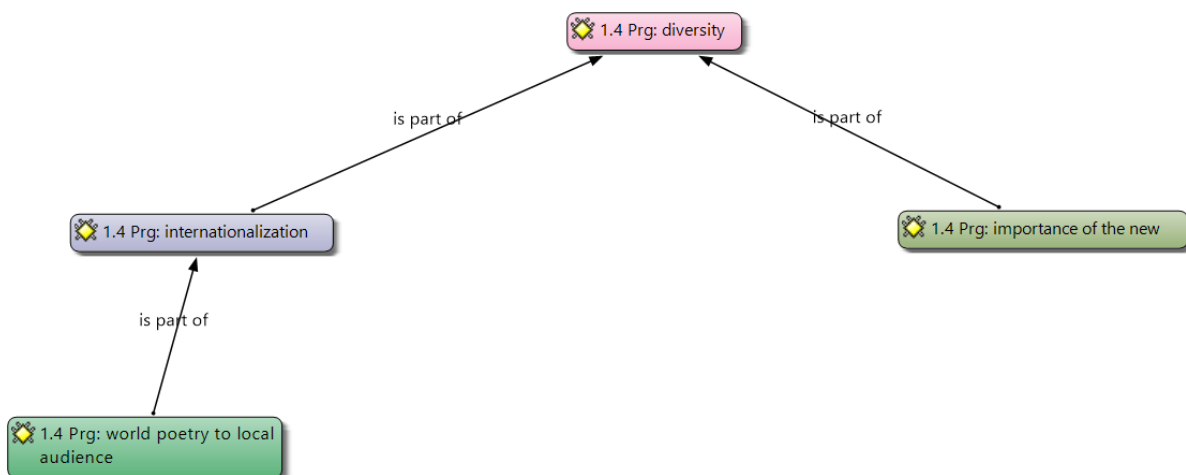 1.4 Prg: diversity
is part of
is part of
1.4 Prg: internationalization
1.4 Prg: importance of the new
is part of
1.4 Prg: world poetry to local
audience